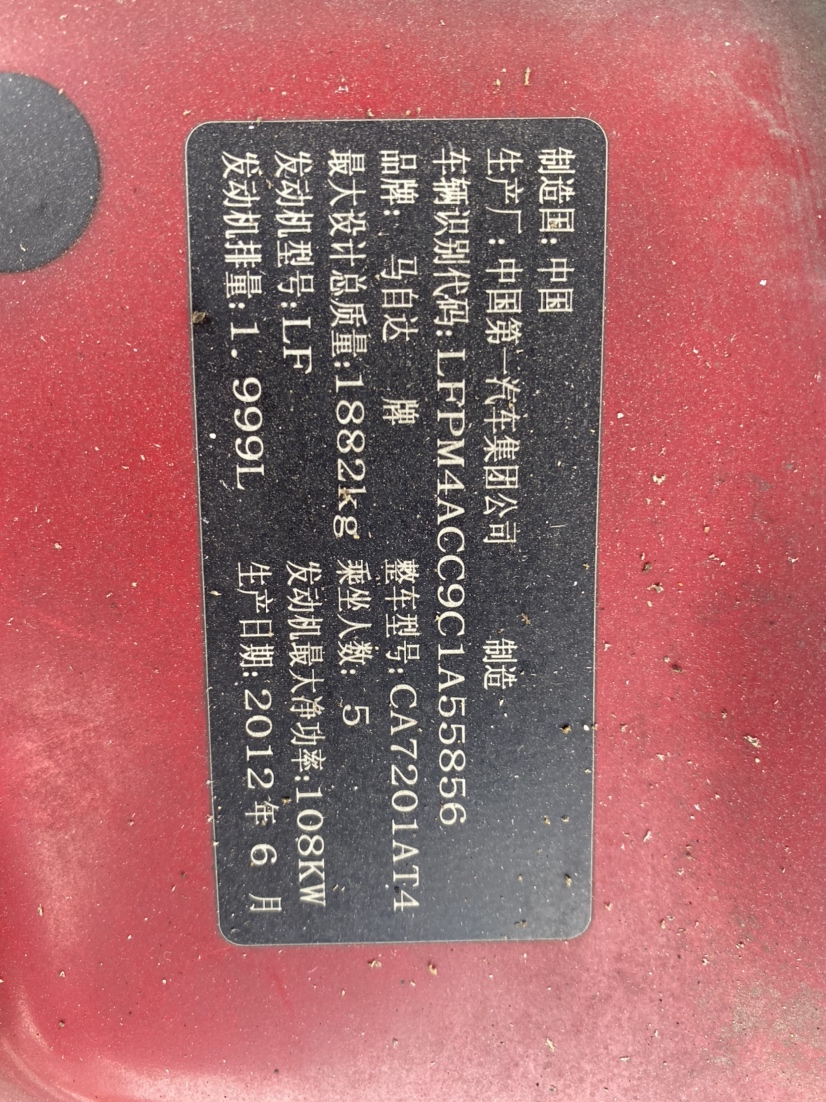 制造国:中国
生产厂:中国第一汽车集团公司 制造
车辆识别代码:LFPM4ACC9C1A55856
品牌: 马自达 牌 整车型号:CA7201AT4
最大设计总质量:1882kg 乘坐人数: 5
发动机型号:LF 发动机最大净功率:108KW
发动机排量:1.999L 生产日期:2012年 6 月